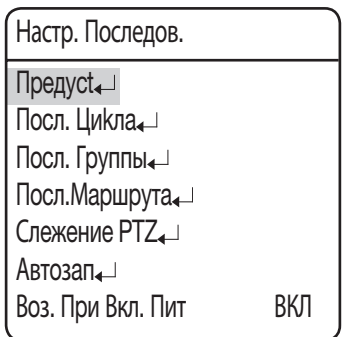 Настр. Последов.
Предуст↵
Посл. Цикла↵
Посл. Группы↵
Посл.Маршрута↵
Слежение PTZ↵
Автозап↵
Воз. При Вкл. Пит ВКЛ